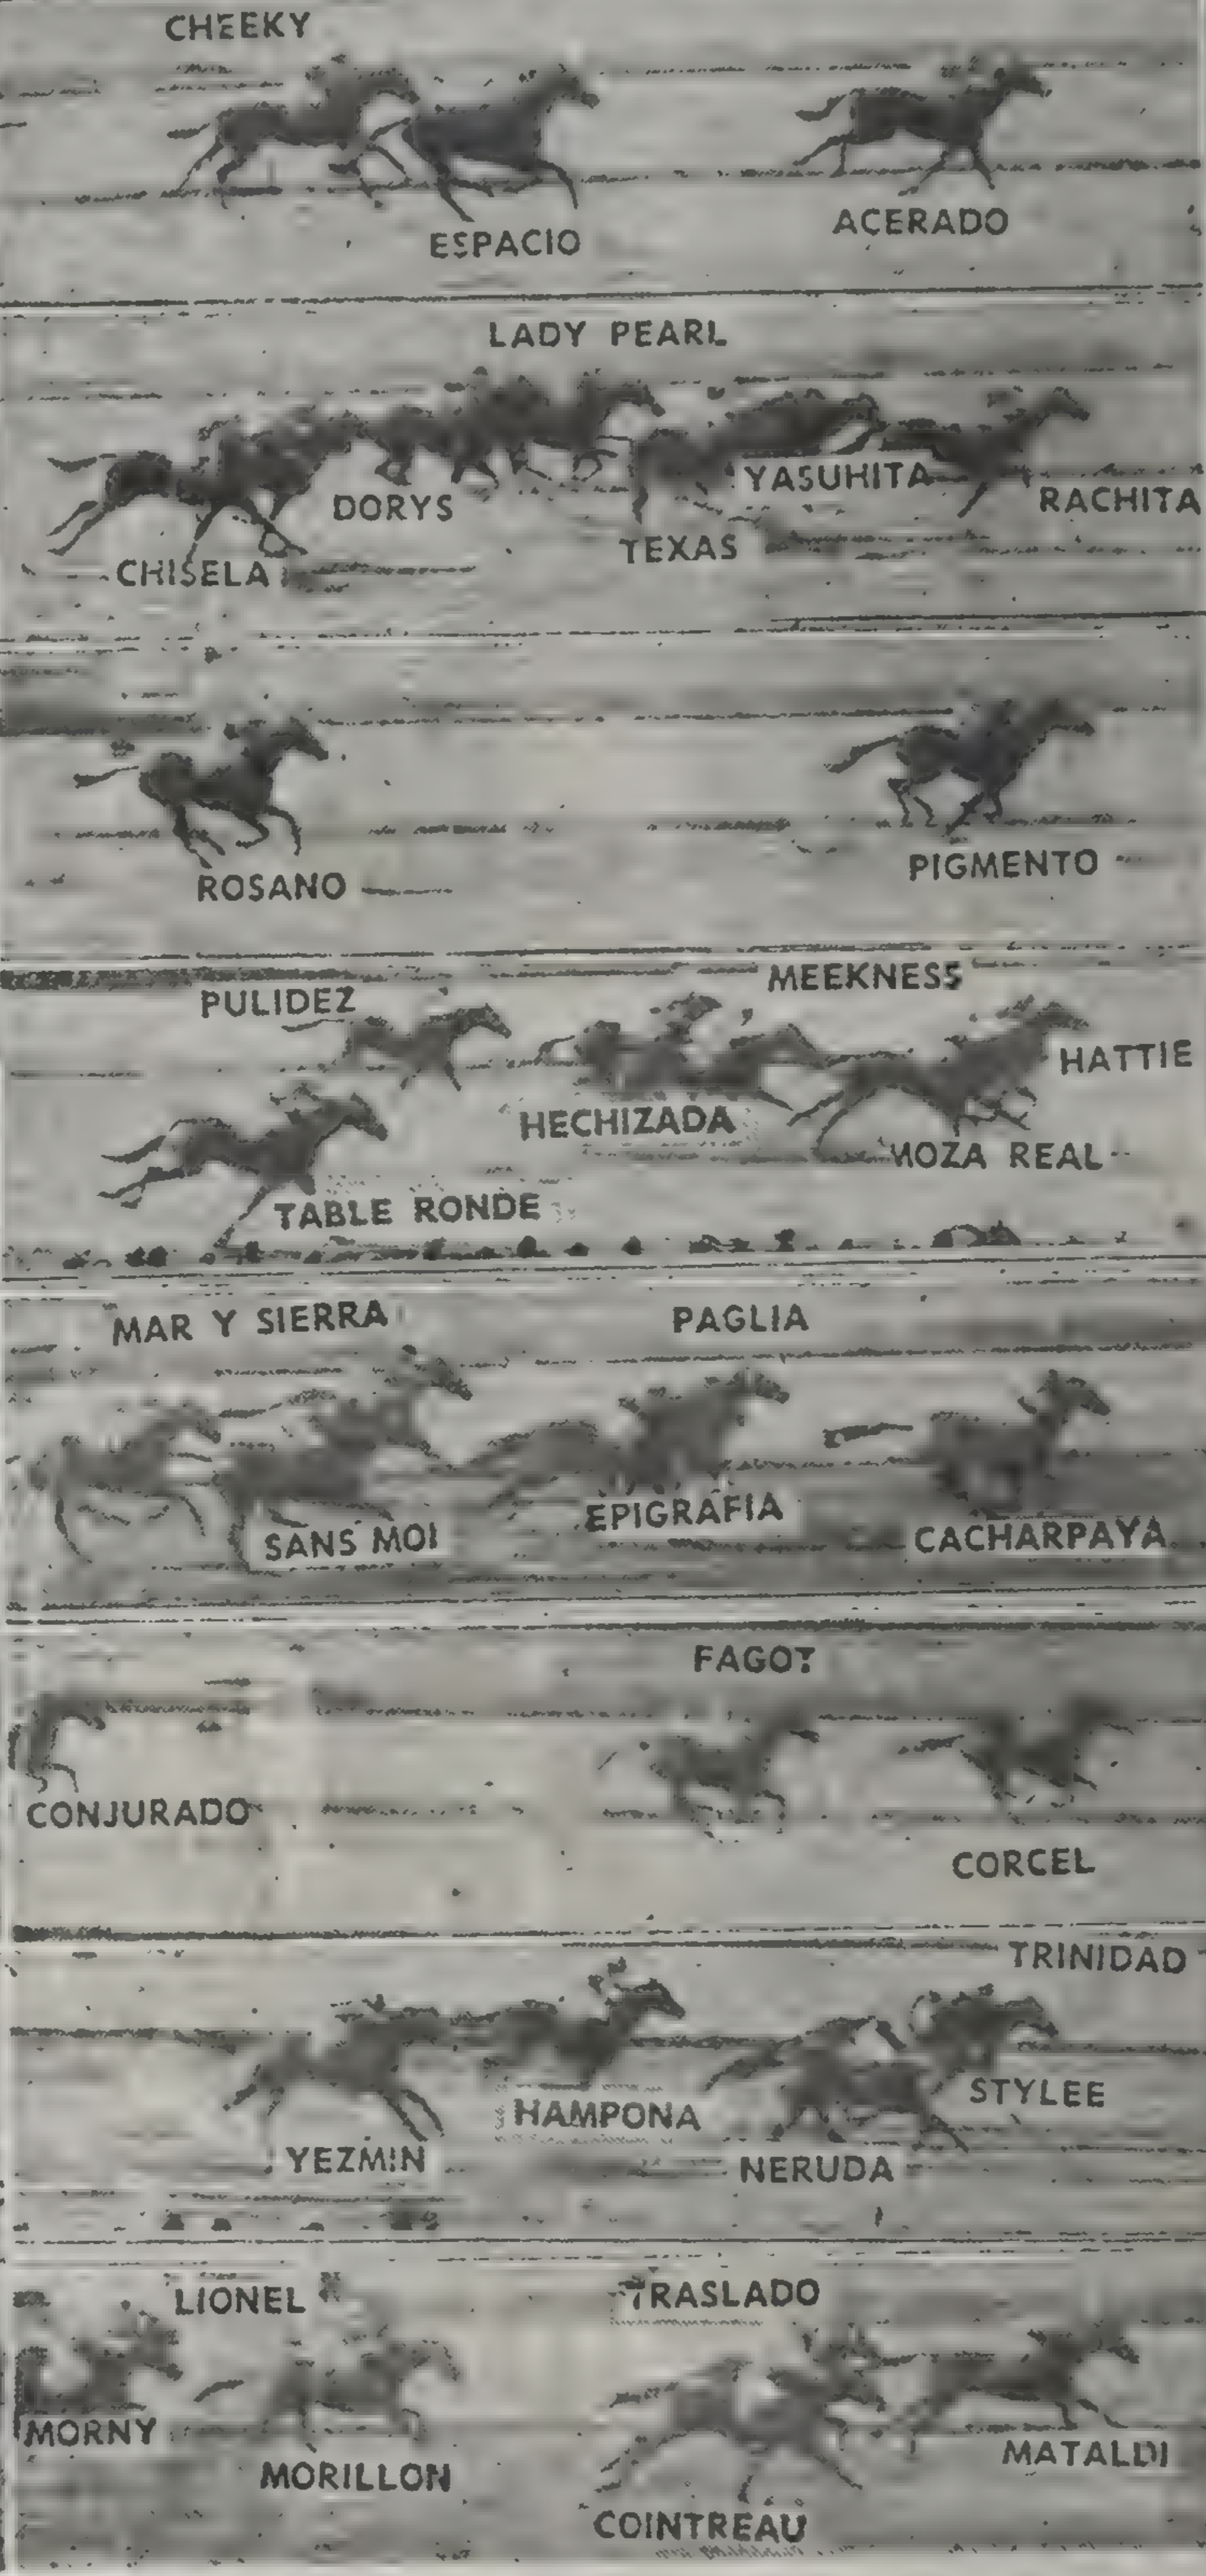 CHEEKY
ESPACIO
ACERADO
LADY PEARL
DORYS
YASUHITA
RACHITA
TEXAS
CHISELA
ROSANO
PIGMENTO
PULIDEZ
MEEKNESS
HATTIE
HECHIZADA
MOZA REAL
TABLE RONDE
MAR Y SIERRA
PAGLIA
SANS MOI
EPIGRAFIA
CACHARPAYA
FAGOT
CONJURADO
CORCEL
TRINIDAD
STYLEE
HAMPONA
YEZMIN
NERUDA
LIONEL
TRASLADO
MORNY
MORILLON
MATALDI
COINTREAU